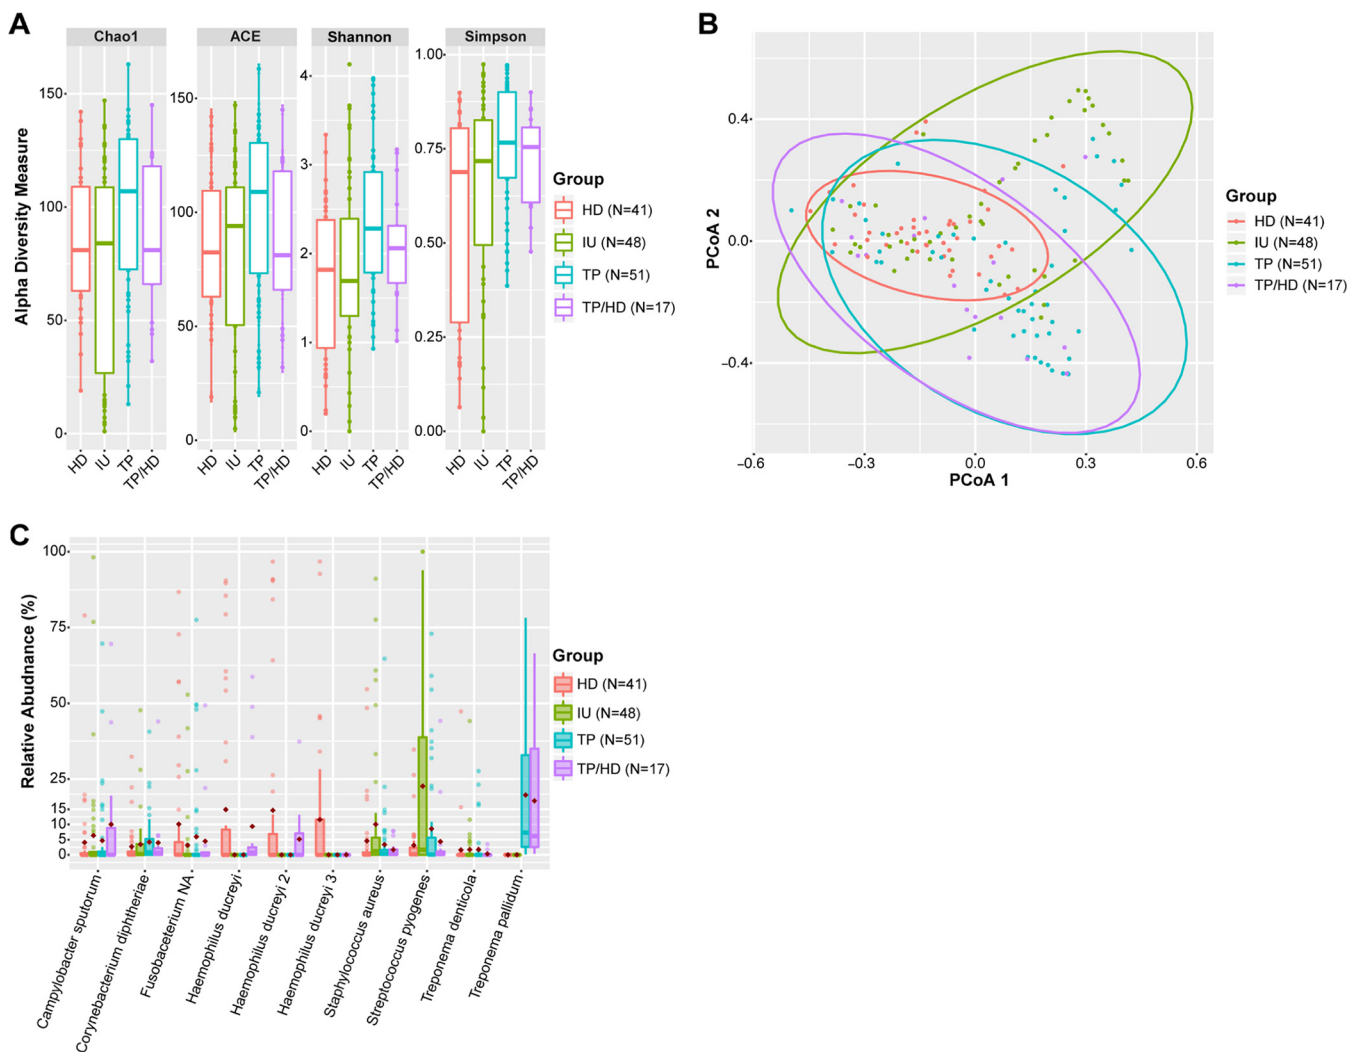 A
Chao1
ACE
Shannon
Simpson
Alpha Diversity Measure
150
100
50
0
150
100
50
0
4
3
2
1
0
1.00
0.75
0.50
0.25
0.00
HD
IU
TP
TP/HD
HD
IU
TP
TP/HD
HD
IU
TP
TP/HD
HD
IU
TP
TP/HD
Group
HD (N=41)
IU (N=48)
TP (N=51)
TP/HD (N=17)
B
PCoA 2
0.4
0.0
−0.4
−0.6
−0.3
0.0
0.3
0.6
PCoA 1
Group
HD (N=41)
IU (N=48)
TP (N=51)
TP/HD (N=17)
C
Relative Abudnance (%)
100
75
50
25
15
10
5
0
Campylobacter sputorum
Corynebacterium diphtheriae
Fusobaceterium NA
Haemophilus ducreyi
Haemophilus ducreyi 2
Haemophilus ducreyi 3
Staphylococcus aureus
Streptococcus pyogenes
Treponema denticola
Treponema pallidum
Group
HD (N=41)
IU (N=48)
TP (N=51)
TP/HD (N=17)